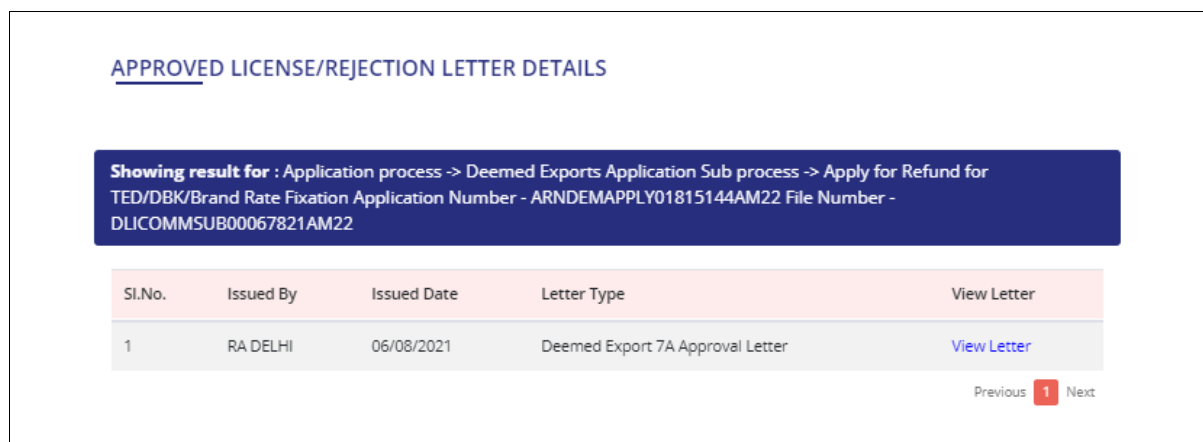 APPROVED LICENSE/REJECTION LETTER DETAILS
Showing result for : Application process -> Deemed Exports Application Sub process -> Apply for Refund for
TED/DBK/Brand Rate Fixation Application Number - ARNDEMAPPLY01815144AM22 File Number -
DLICOMMSUB00067821AM22
Sl.No. Issued By Issued Date Letter Type View Letter
1 RA DELHI 06/08/2021 Deemed Export 7A Approval Letter View Letter
Previous 1 Next